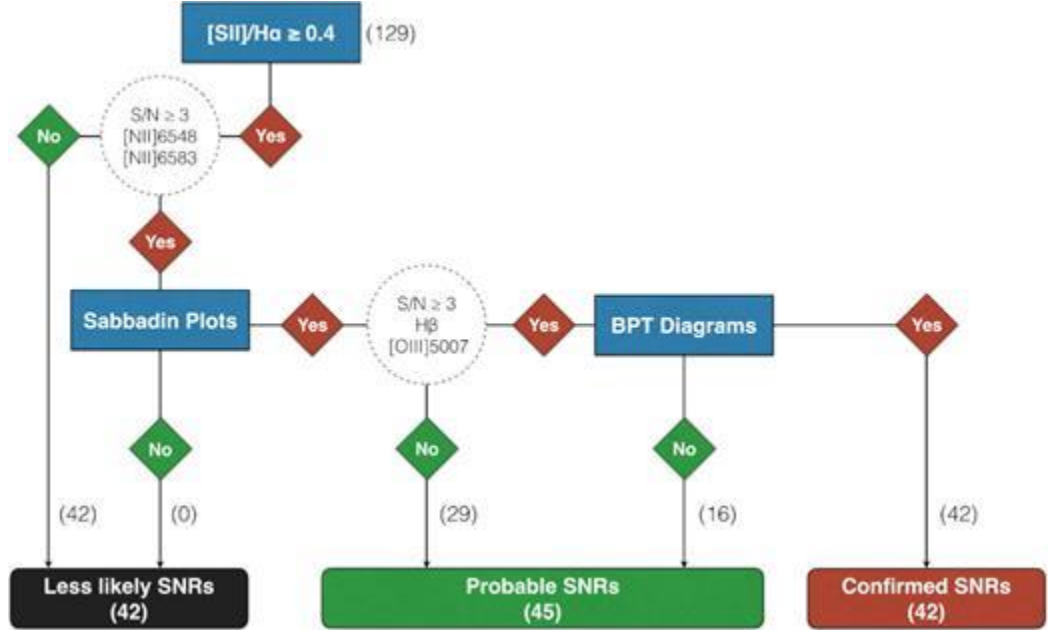 [SII]/Hα ≥ 0.4
(129)
S/N ≥ 3
[NII]6548
[NII]6583
No
Yes
Yes
Sabbadin Plots
Yes
S/N ≥ 3
Hβ
[OIII]5007
Yes
BPT Diagrams
Yes
No
No
No
(42)
(0)
(29)
(16)
(42)
Less likely SNRs
(42)
Probable SNRs
(45)
Confirmed SNRs
(42)